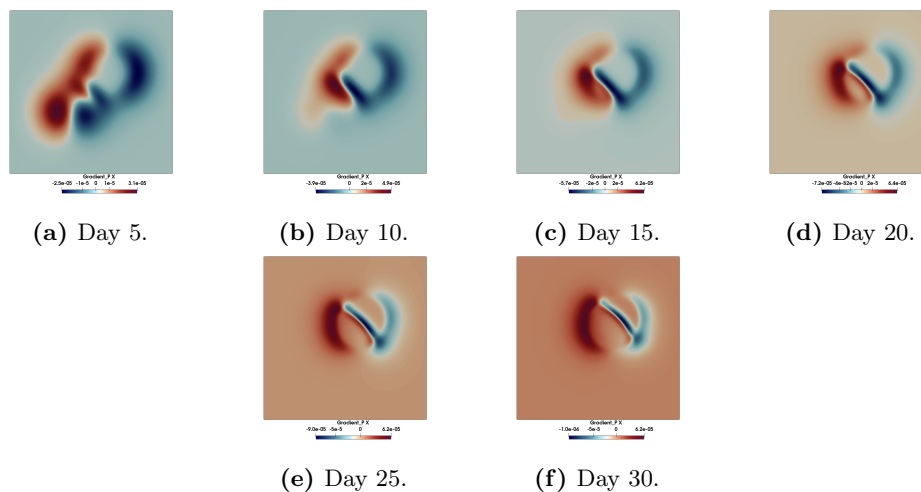 Gradient_P X
-2.5e-05 -1e-5 0 1e-5 3.1e-05
(a) Day 5.
Gradient_P X
-3.9e-05 0 2e-5 4.9e-05
(b) Day 10.
Gradient_P X
-5.7e-05 -2e-5 0 2e-5 6.2e-05
(c) Day 15.
Gradient_P X
-7.2e-05 -4e-5 -2e-5 0 2e-5 6.6e-05
(d) Day 20.
Gradient_P X
-9.0e-05 -5e-5 0 6.2e-05
(e) Day 25.
Gradient_P X
-1.0e-04 -5e-5 0 6.2e-05
(f) Day 30.